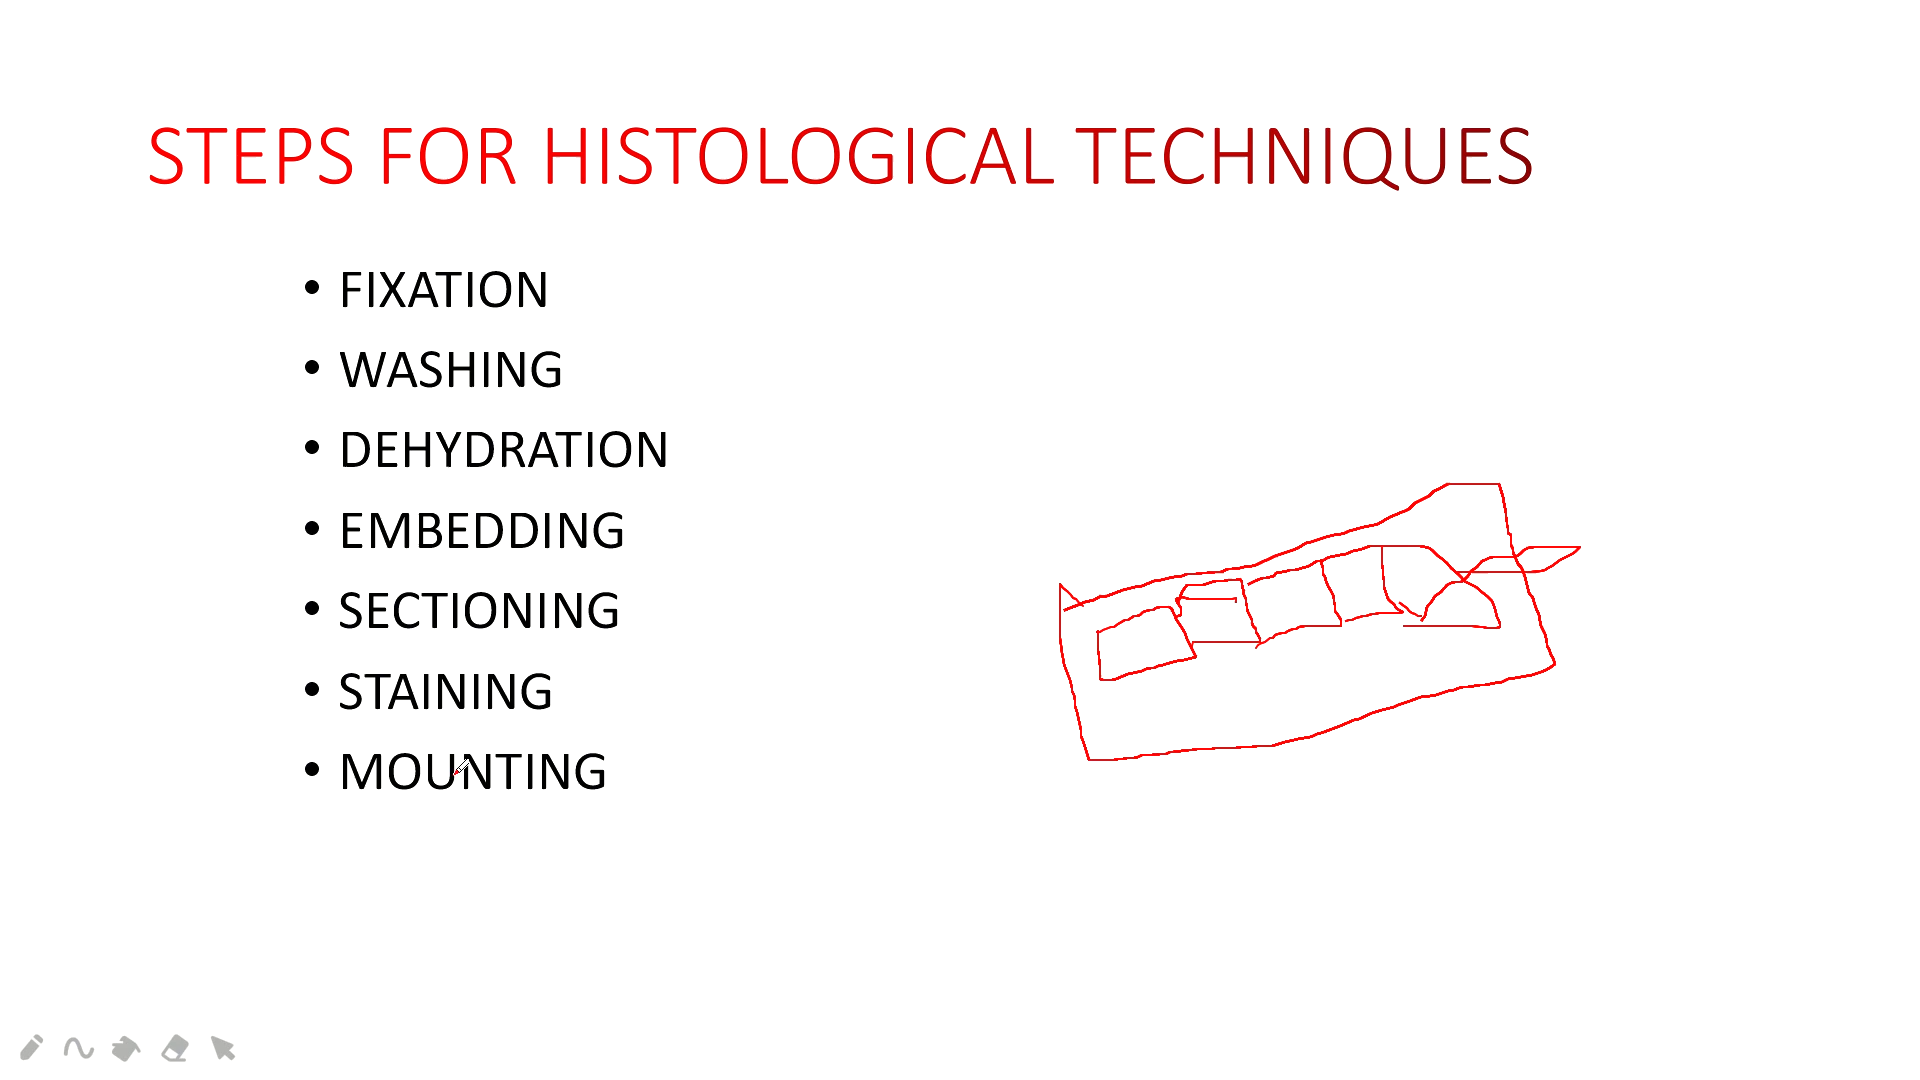 STEPS FOR HISTOLOGICAL TECHNIQUES
• FIXATION
• WASHING
• DEHYDRATION
• EMBEDDING
• SECTIONING
• STAINING
• MOUNTING